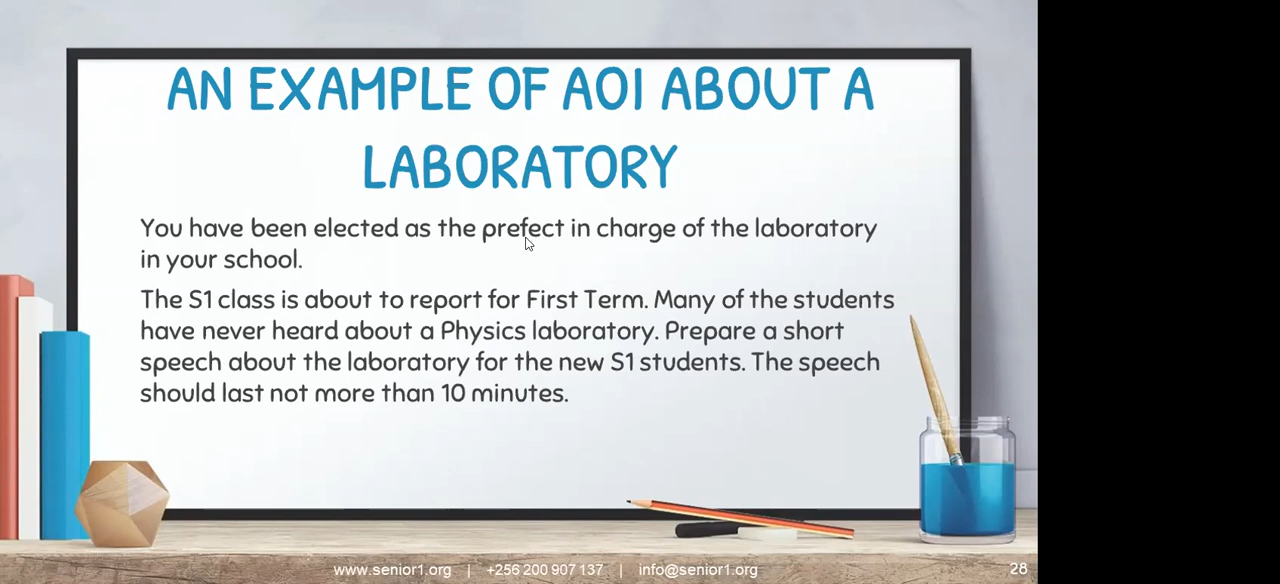 AN EXAMPLE OF AOI ABOUT A
LABORATORY
You have been elected as the prefect in charge of the laboratory
in your school.
The S1 class is about to report for First Term. Many of the students
have never heard about a Physics laboratory. Prepare a short
speech about the laboratory for the new S1 students. The speech
should last not more than 10 minutes.
www.senior1.org | +256 200 907 137 | info@senior1.org
28